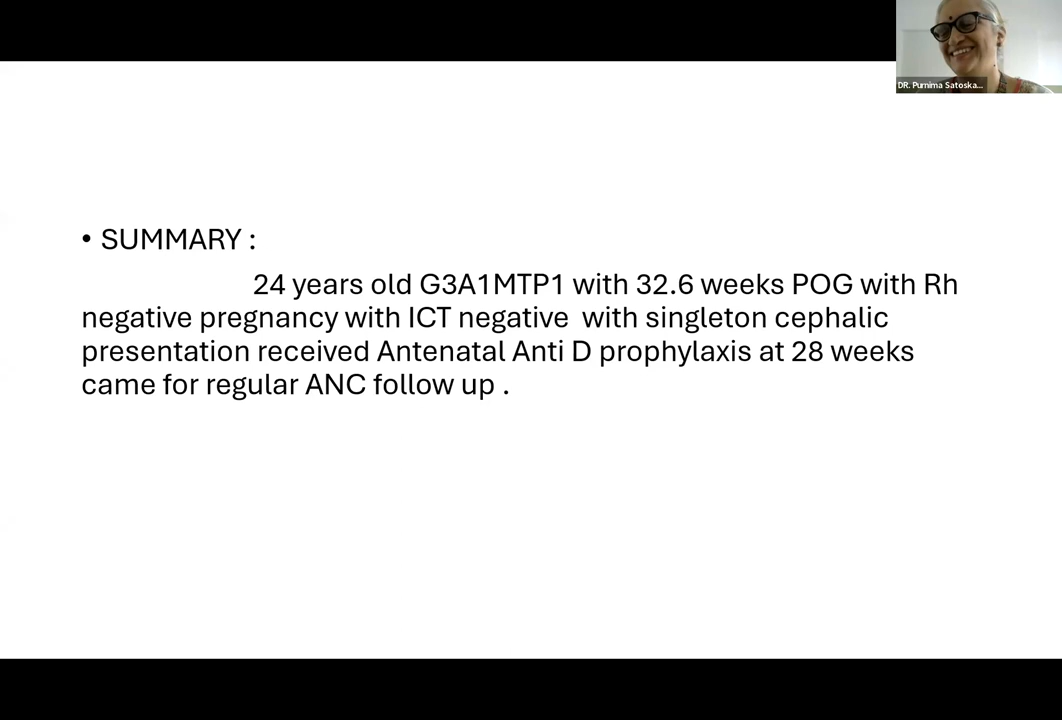 DR. Purnima Satoska...
• SUMMARY :
24 years old G3A1MTP1 with 32.6 weeks POG with Rh
negative pregnancy with ICT negative with singleton cephalic
presentation received Antenatal Anti D prophylaxis at 28 weeks
came for regular ANC follow up .